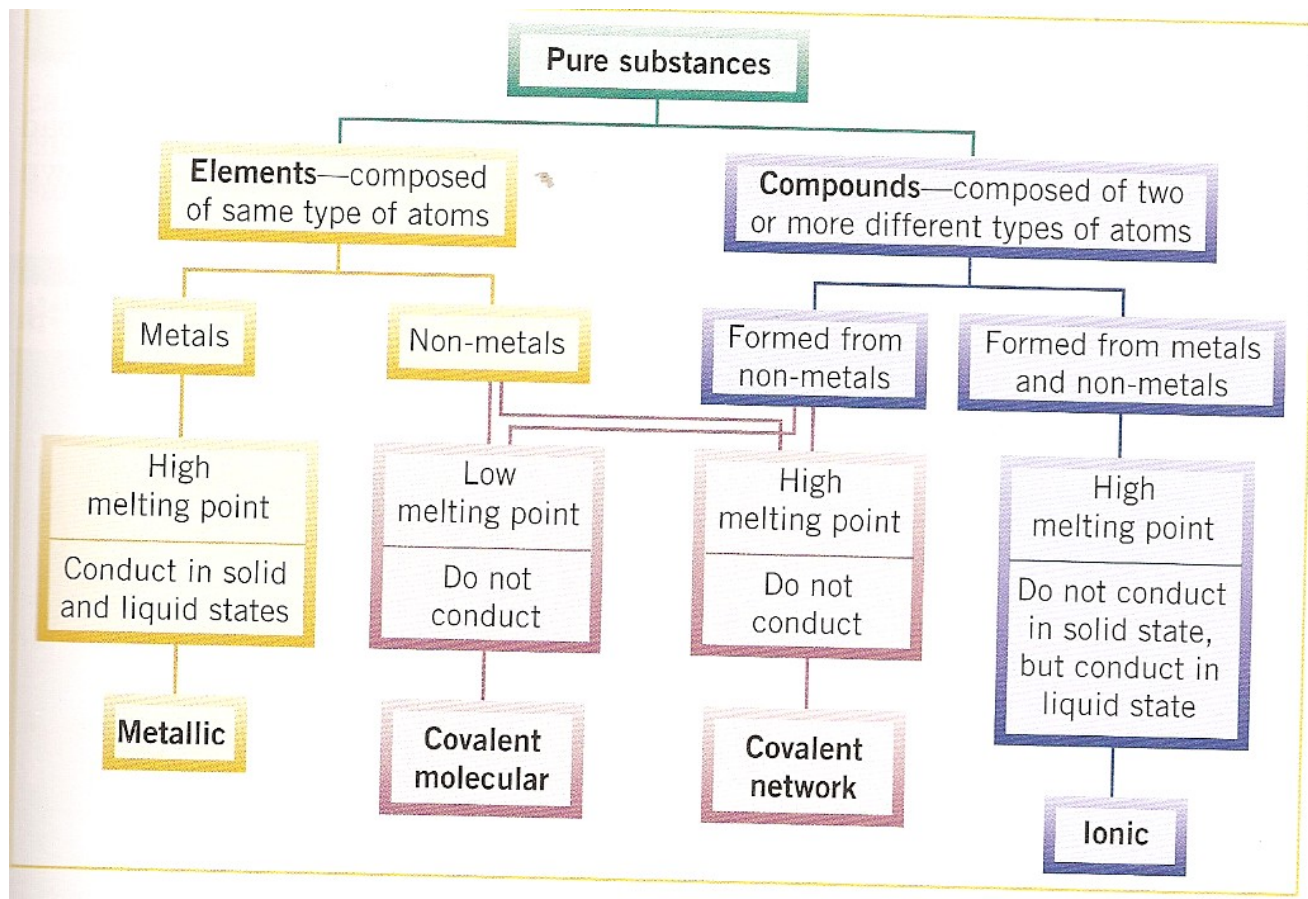 Pure substances
Elements—composed
of same type of atoms
Compounds—composed of two
or more different types of atoms
Metals
Non-metals
Formed from
non-metals
Formed from metals
and non-metals
High
melting point
Conduct in solid
and liquid states
Low
melting point
Do not
conduct
High
melting point
Do not
conduct
High
melting point
Do not conduct
in solid state,
but conduct in
liquid state
Metallic
Covalent
molecular
Covalent
network
Ionic